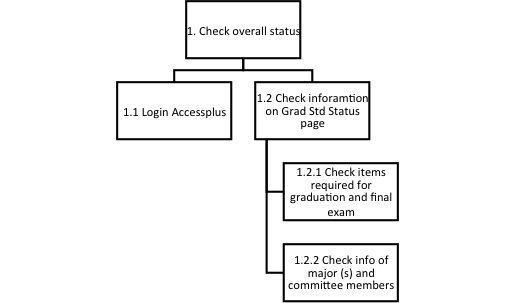 1. Check overall status
1.1 Login Accessplus
1.2 Check inforamtion
on Grad Std Status
page
1.2.1 Check items
required for
graduation and final
exam
1.2.2 Check info of
major (s) and
committee members